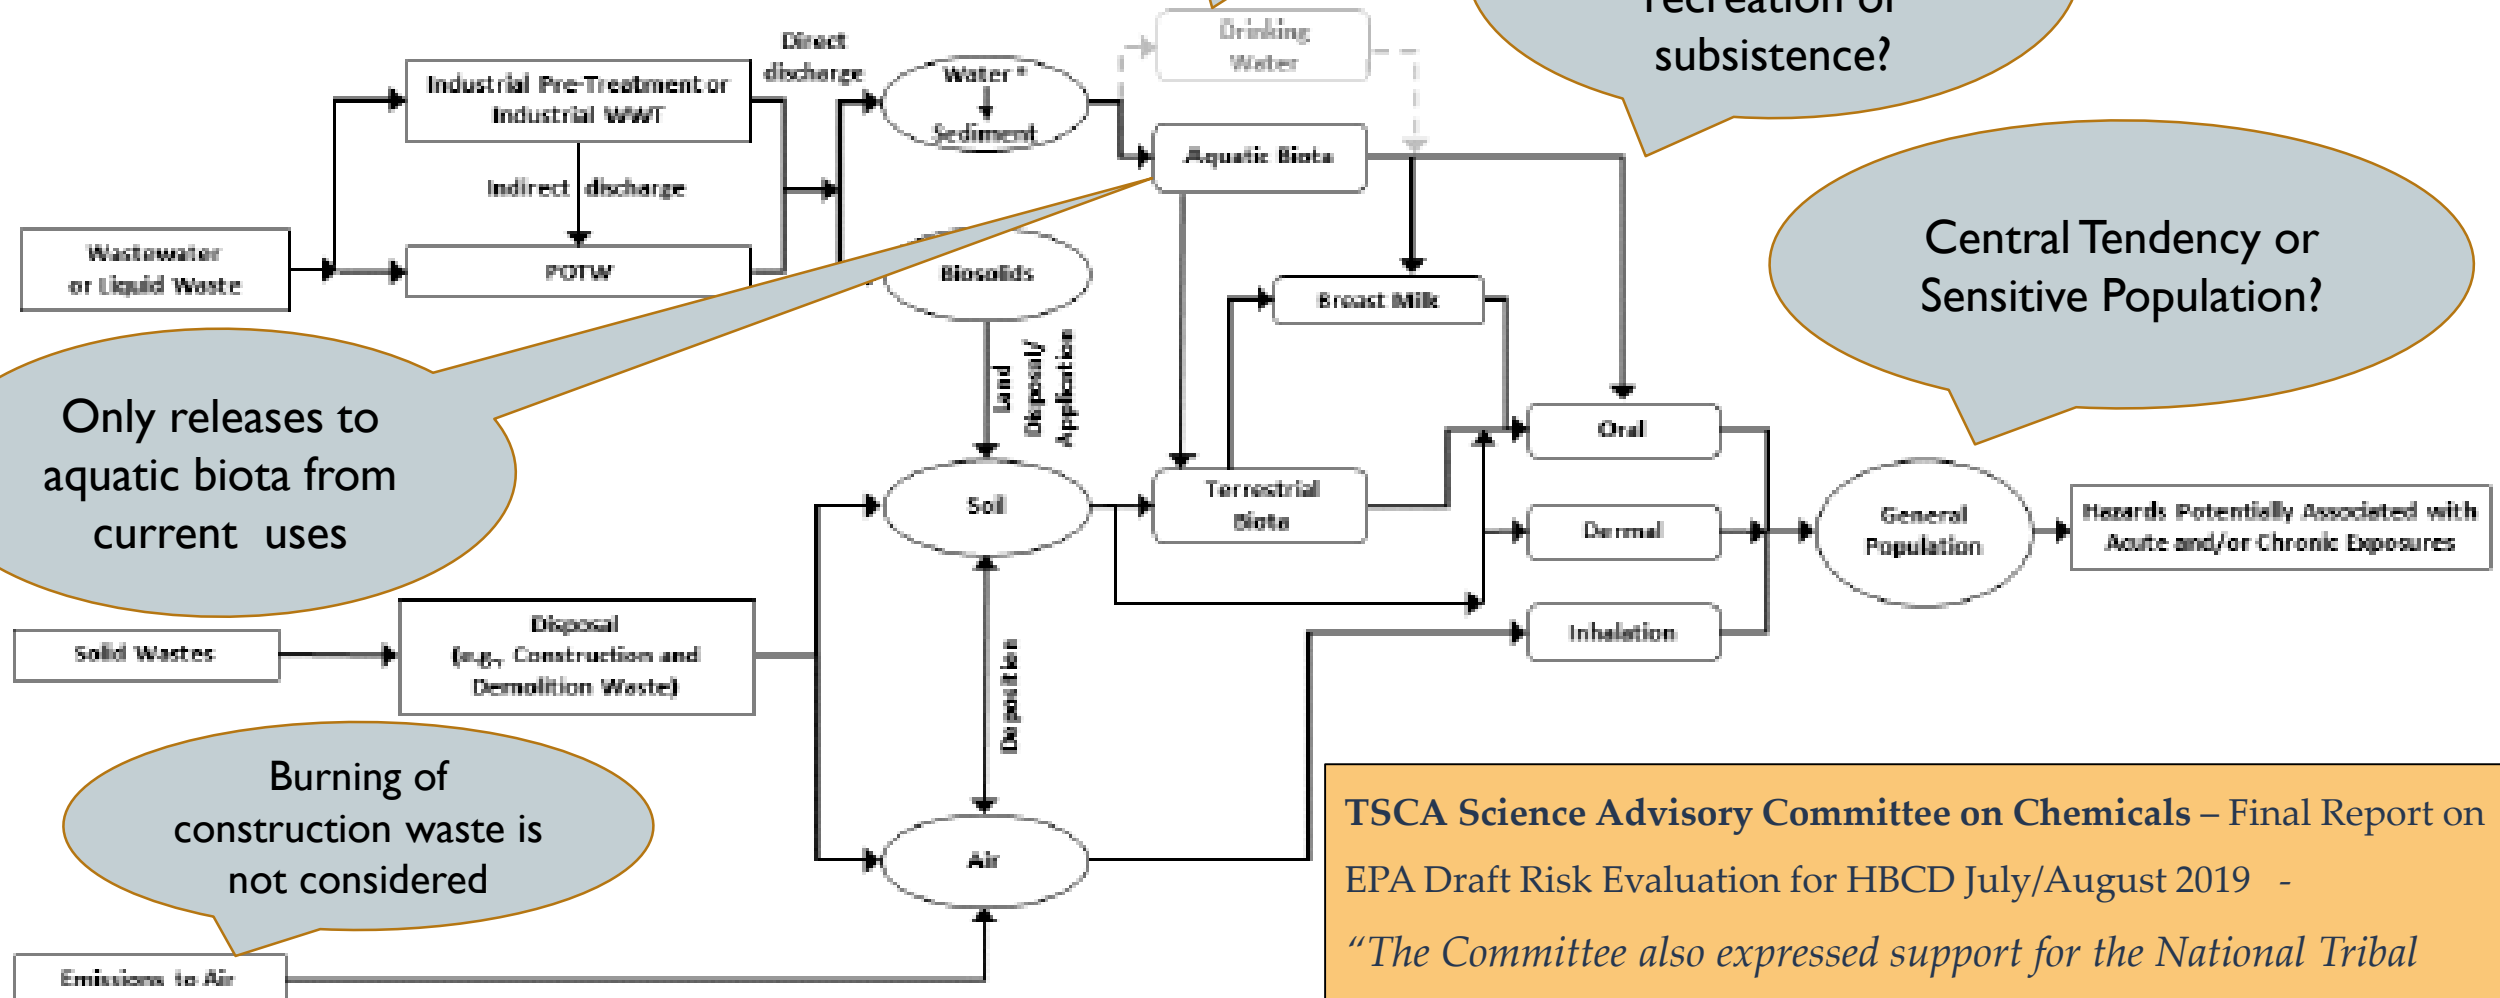 recreation or
subsistence?
Drinking
Water
Direct
discharge
Water *
Sediment
Industrial Pre-Treatment or
Industrial WWT
Aquatic Biota
Indirect discharge
Wastewater
or Liquid Waste
POTW
Biosolids
Breast Milk
Central Tendency or
Sensitive Population?
Land
Disposal/
Application
Only releases to
aquatic biota from
current uses
Oral
Soil
Terrestrial
Biota
Dermal
General
Population
Hazards Potentially Associated with
Acute and/or Chronic Exposures
Inhalation
Solid Wastes
Disposal
(e.g., Construction and
Demolition Waste)
Deposition
Burning of
construction waste is
not considered
Air
Emissions to Air
TSCA Science Advisory Committee on Chemicals – Final Report on
EPA Draft Risk Evaluation for HBCD July/August 2019 -
“The Committee also expressed support for the National Tribal